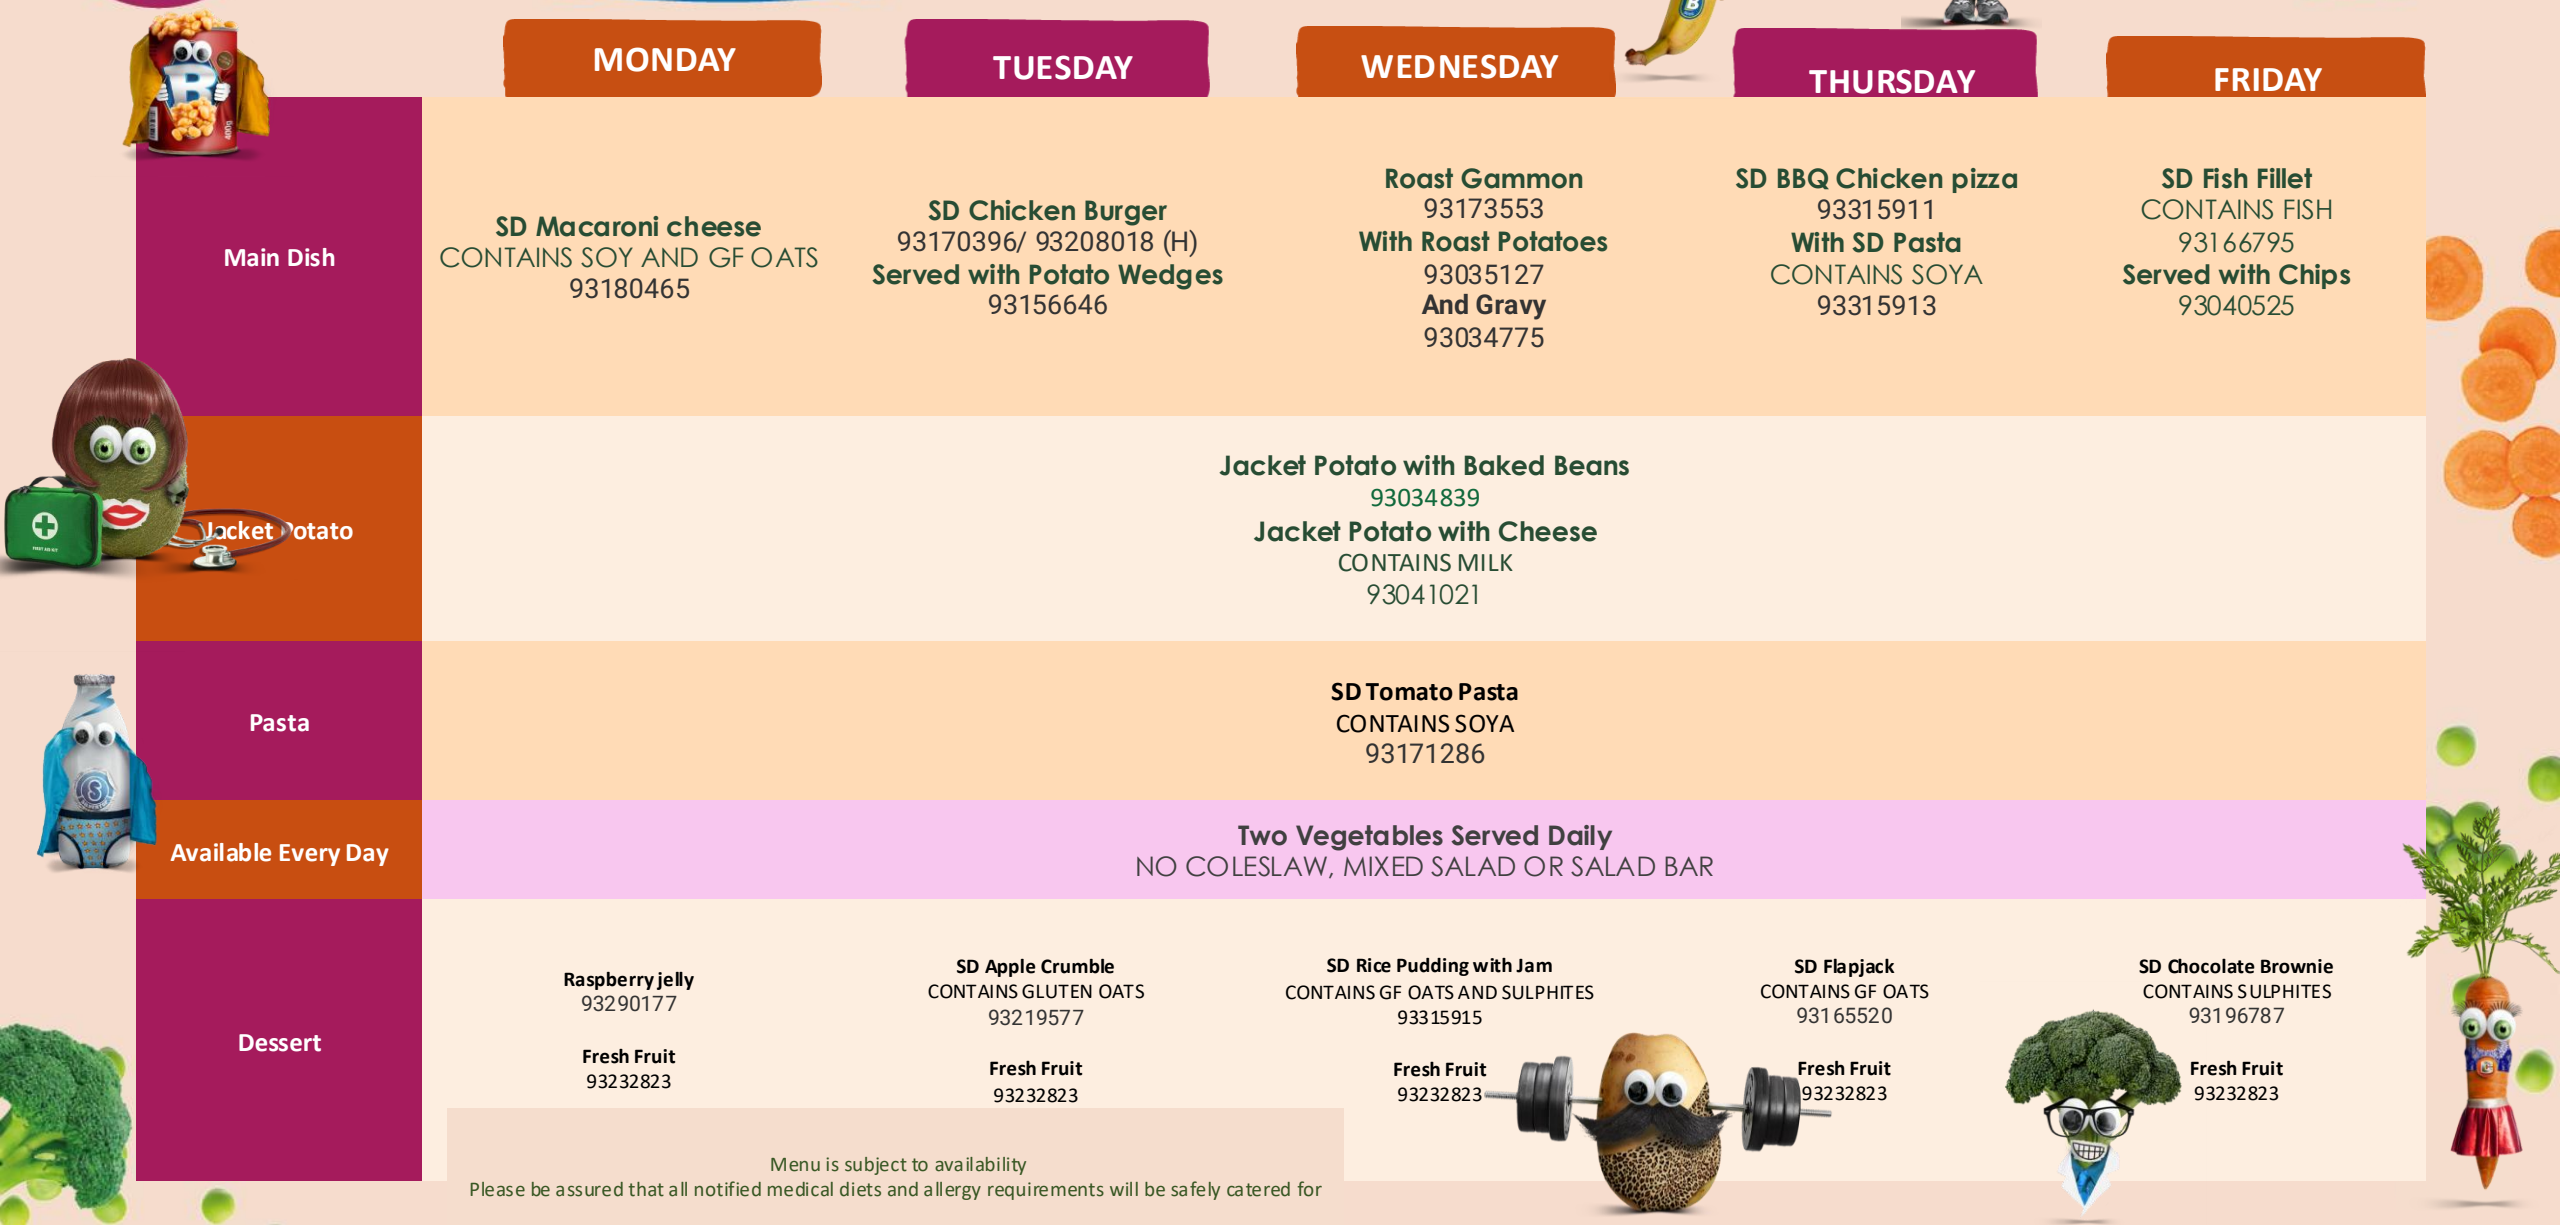 MONDAY
TUESDAY
WEDNESDAY
THURSDAY
FRIDAY
Main Dish
SD Macaroni cheese
CONTAINS SOY AND GF OATS
93180465
SD Chicken Burger
93170396/ 93208018 (H)
Served with Potato Wedges
93156646
Roast Gammon
93173553
With Roast Potatoes
93035127
And Gravy
93034775
SD BBQ Chicken pizza
93315911
With SD Pasta
CONTAINS SOYA
93315913
SD Fish Fillet
CONTAINS FISH
93166795
Served with Chips
93040525
Jacket Potato
Jacket Potato with Baked Beans
93034839
Jacket Potato with Cheese
CONTAINS MILK
93041021
Pasta
SD Tomato Pasta
CONTAINS SOYA
93171286
Available Every Day
Two Vegetables Served Daily
NO COLESLAW, MIXED SALAD OR SALAD BAR
Dessert
Raspberry jelly
93290177
Fresh Fruit
93232823
SD Apple Crumble
CONTAINS GLUTEN OATS
93219577
Fresh Fruit
93232823
SD Rice Pudding with Jam
CONTAINS GF OATS AND SULPHITES
93315915
Fresh Fruit
93232823
SD Flapjack
CONTAINS GF OATS
93165520
Fresh Fruit
93232823
SD Chocolate Brownie
CONTAINS SULPHITES
93196787
Fresh Fruit
93232823
Menu is subject to availability
Please be assured that all notified medical diets and allergy requirements will be safely catered for
B
400g
B
FIRST AID KIT
S